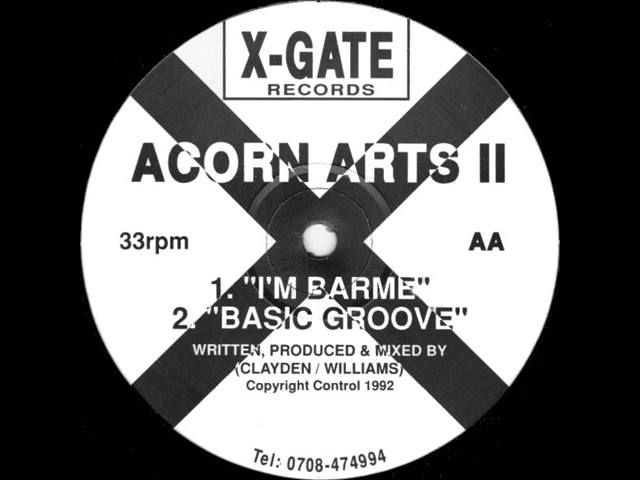 X-GATE
RECORDS
ACORN ARTS II
33rpm AA
1. "I'M BARME"
2. "BASIC GROOVE"
WRITTEN, PRODUCED & MIXED BY
(CLAYDEN / WILLIAMS)
Copyright Control 1992
Tel: 0708-474994